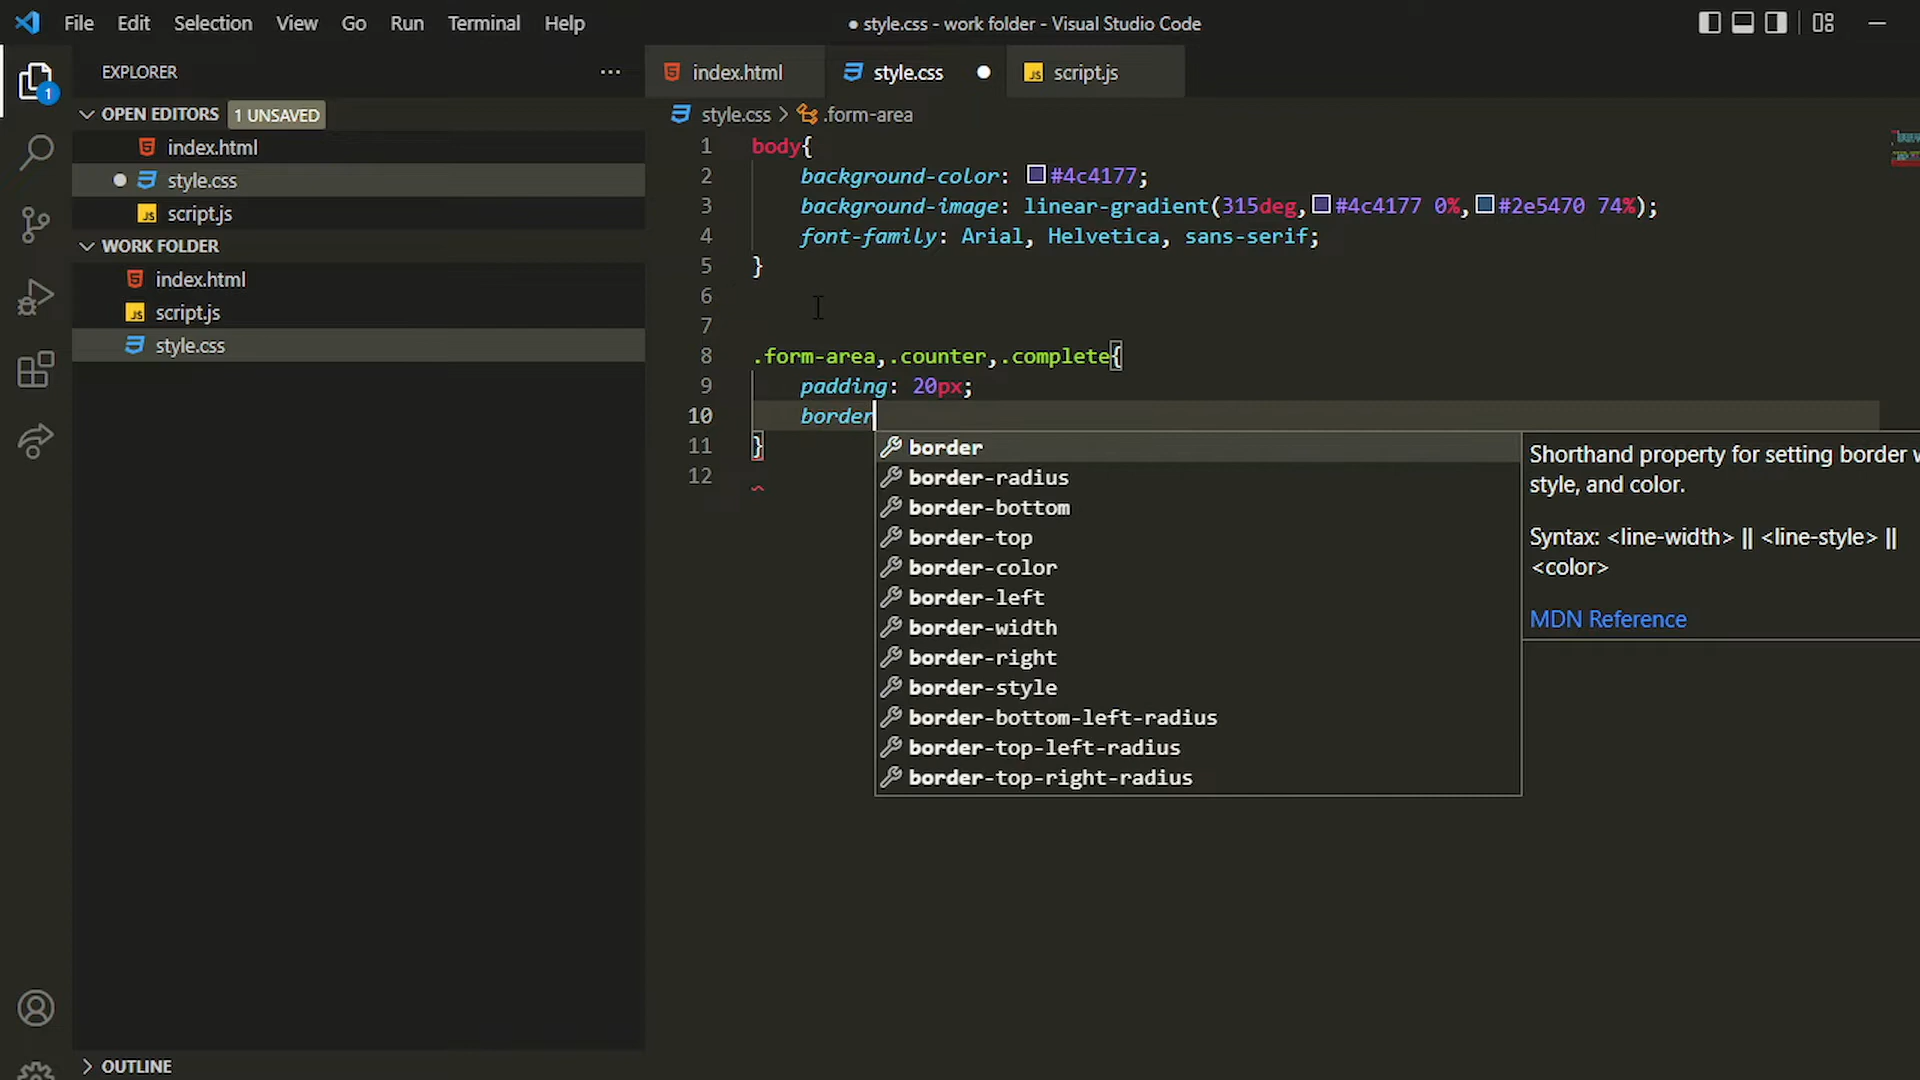 File Edit Selection View Go Run Terminal Help
● style.css - work folder - Visual Studio Code
EXPLORER
OPEN EDITORS 1 UNSAVED
index.html
style.css
script.js
WORK FOLDER
index.html
script.js
style.css
OUTLINE
1
index.html style.css script.js
style.css > .form-area
1 body{
2 background-color: #4c4177;
3 background-image: linear-gradient(315deg,#4c4177 0%,#2e5470 74%);
4 font-family: Arial, Helvetica, sans-serif;
5 }
6
7
8 .form-area,.counter,.complete{
9 padding: 20px;
10 border
11 }
12
border
border-radius
border-bottom
border-top
border-color
border-left
border-width
border-right
border-style
border-bottom-left-radius
border-top-left-radius
border-top-right-radius
Shorthand property for setting border
style, and color.
Syntax: <line-width> || <line-style> ||
<color>
MDN Reference